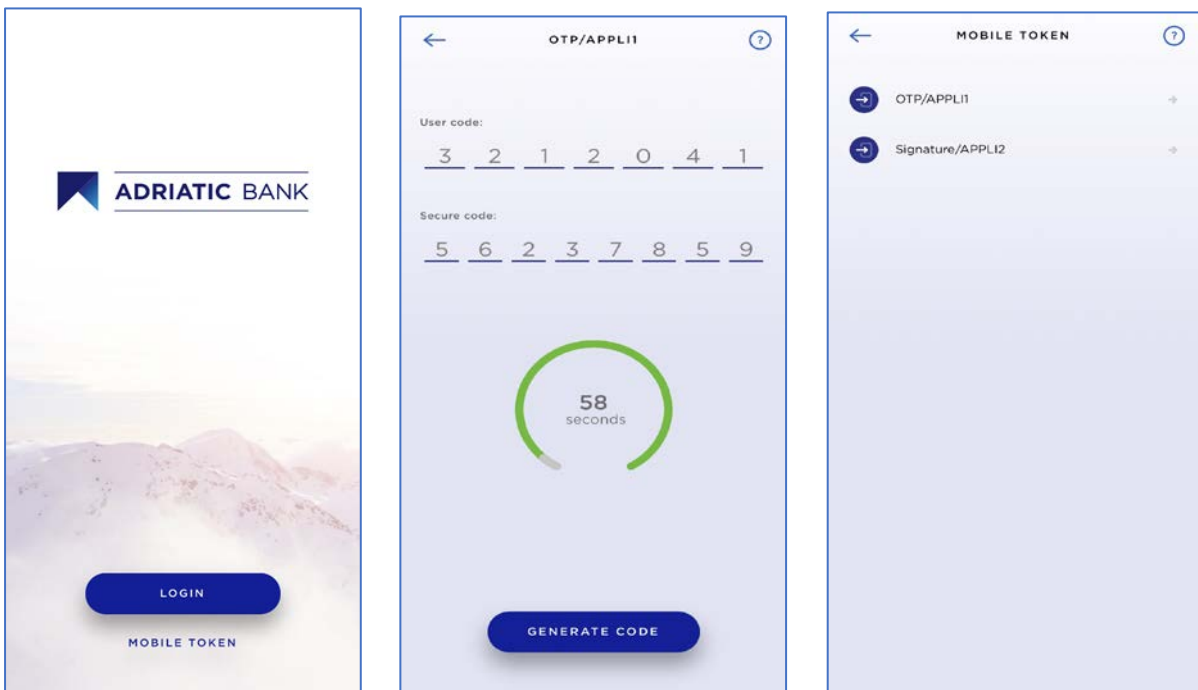 ADRIATIC BANK
LOGIN
MOBILE TOKEN
OTP/APPLI1
?
User code:
3 2 1 2 0 4 1
Secure code:
5 6 2 3 7 8 5 9
58
seconds
GENERATE CODE
MOBILE TOKEN
?
OTP/APPLI1
Signature/APPLI2